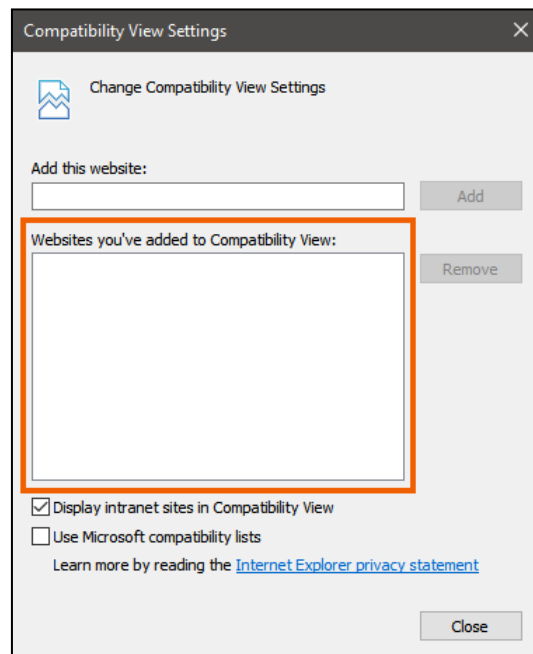 Compatibility View Settings
Change Compatibility View Settings
Add this website:
Add
Websites you've added to Compatibility View:
Remove
Display intranet sites in Compatibility View
Use Microsoft compatibility lists
Learn more by reading the Internet Explorer privacy statement
Close